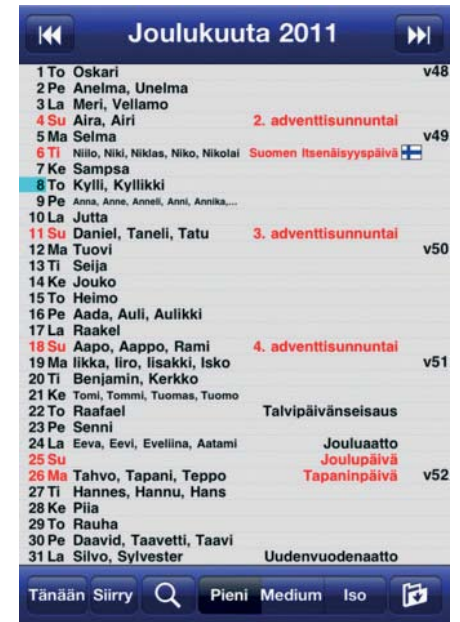 Joulukuuta 2011
1 To Oskari v48
2 Pe Anelma, Unelma
3 La Meri, Vellamo
4 Su Aira, Airi 2. adventtisunnuntai
5 Ma Selma v49
6 Ti Niilo, Niki, Niklas, Niko, Nikolai Suomen Itsenäisyyspäivä
7 Ke Sampsa
8 To Kylli, Kyllikki
9 Pe Anna, Anne, Anneli, Anni, Annika,...
10 La Jutta
11 Su Daniel, Taneli, Tatu 3. adventtisunnuntai
12 Ma Tuovi v50
13 Ti Seija
14 Ke Jouko
15 To Heimo
16 Pe Aada, Auli, Aulikki
17 La Raakel
18 Su Aapo, Aappo, Rami 4. adventtisunnuntai
19 Ma Iikka, Iiro, Iisakki, Isko v51
20 Ti Benjamin, Kerkko
21 Ke Tomi, Tommi, Tuomas, Tuomo
22 To Raafael Talvipäivänseisaus
23 Pe Senni
24 La Eeva, Eevi, Eveliina, Aatami Jouluaatto
25 Su Joulupäivä
26 Ma Tahvo, Tapani, Teppo Tapaninpäivä v52
27 Ti Hannes, Hannu, Hans
28 Ke Piia
29 To Rauha
30 Pe Daavid, Taavetti, Taavi
31 La Silvo, Sylvester Uudenvuodenaatto
Tänään Siirry Pieni Medium Iso